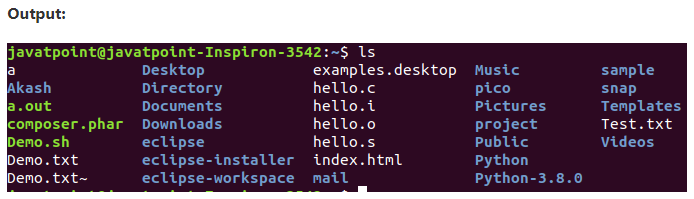 Output:
javatpoint@javatpoint-Inspiron-3542:~$ ls
a Desktop examples.desktop Music sample
Akash Directory hello.c pico snap
a.out Documents hello.i Pictures Templates
composer.phar Downloads hello.o project Test.txt
Demo.sh eclipse hello.s Public Videos
Demo.txt eclipse-installer index.html Python
Demo.txt~ eclipse-workspace mail Python-3.8.0